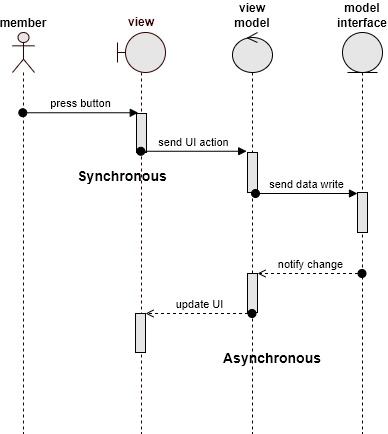 member
view
view
model
model
interface
press button
send UI action
Synchronous
send data write
notify change
update UI
Asynchronous